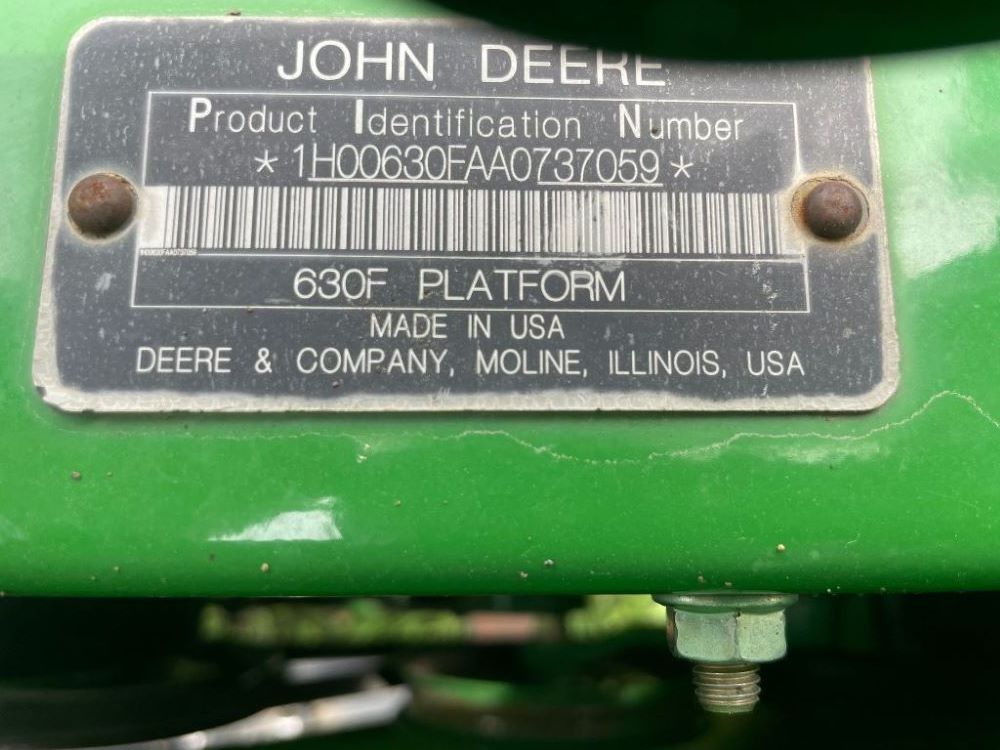 JOHN DEERE
Product Identification Number
*1H00630FAA0737059*
630F PLATFORM
MADE IN USA
DEERE & COMPANY, MOLINE, ILLINOIS, USA